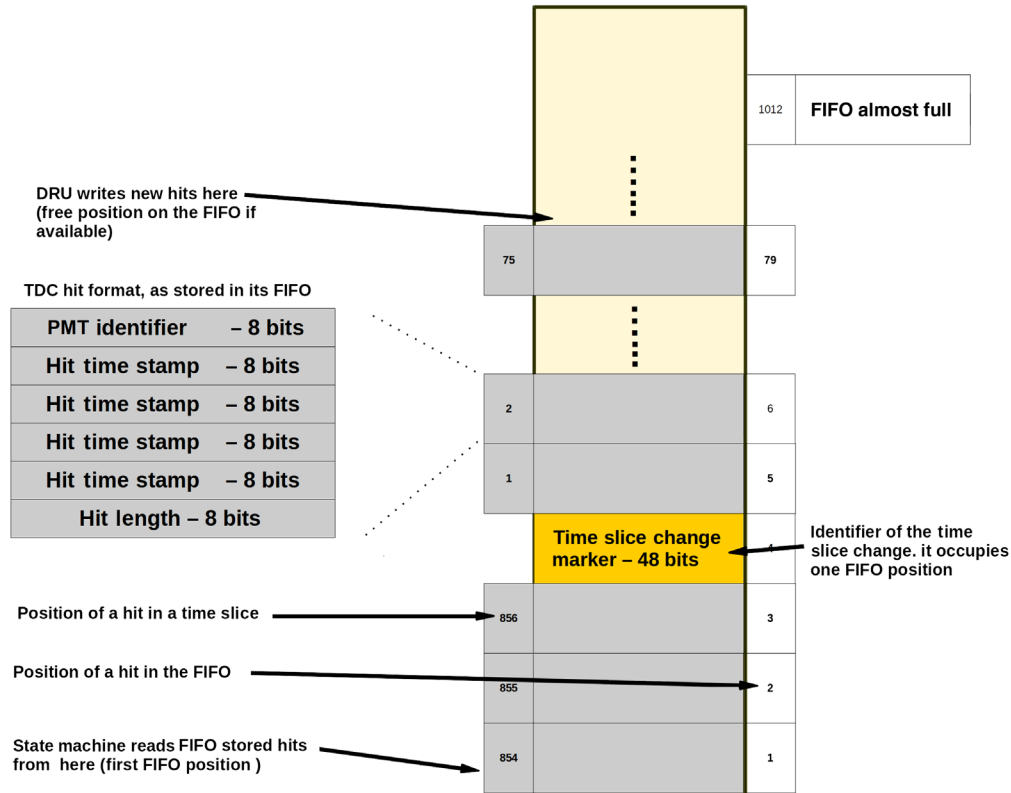 1012
FIFO almost full
DRU writes new hits here
(free position on the FIFO if
available)
75
79
TDC hit format, as stored in its FIFO
PMT identifier – 8 bits
Hit time stamp – 8 bits
Hit time stamp – 8 bits
Hit time stamp – 8 bits
Hit time stamp – 8 bits
Hit length – 8 bits
2
6
1
5
Time slice change
marker – 48 bits
4
Identifier of the time
slice change. it occupies
one FIFO position
Position of a hit in a time slice
856
3
Position of a hit in the FIFO
855
2
State machine reads FIFO stored hits
from here (first FIFO position )
854
1